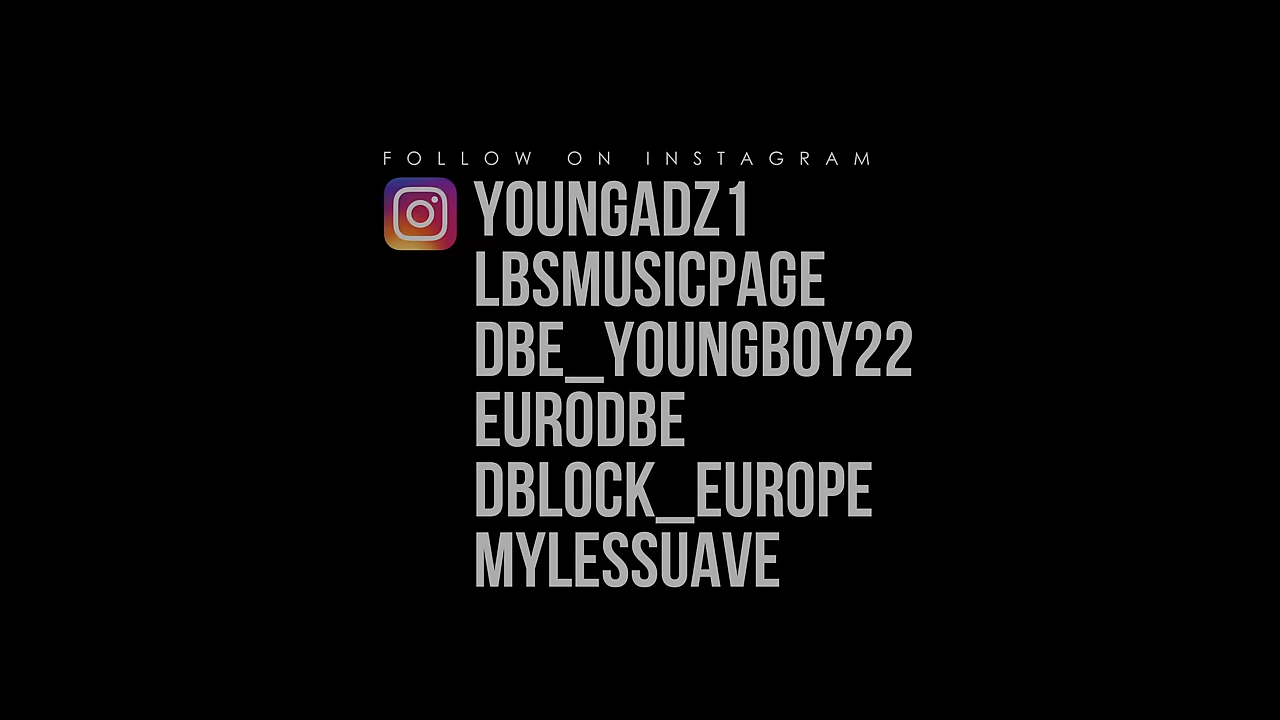 FOLLOW ON INSTAGRAM
YOUNGADZ1
LBSMUSICPAGE
DBE_YOUNGBOY22
EURODBE
DBLOCK_EUROPE
MYLESSUAVE